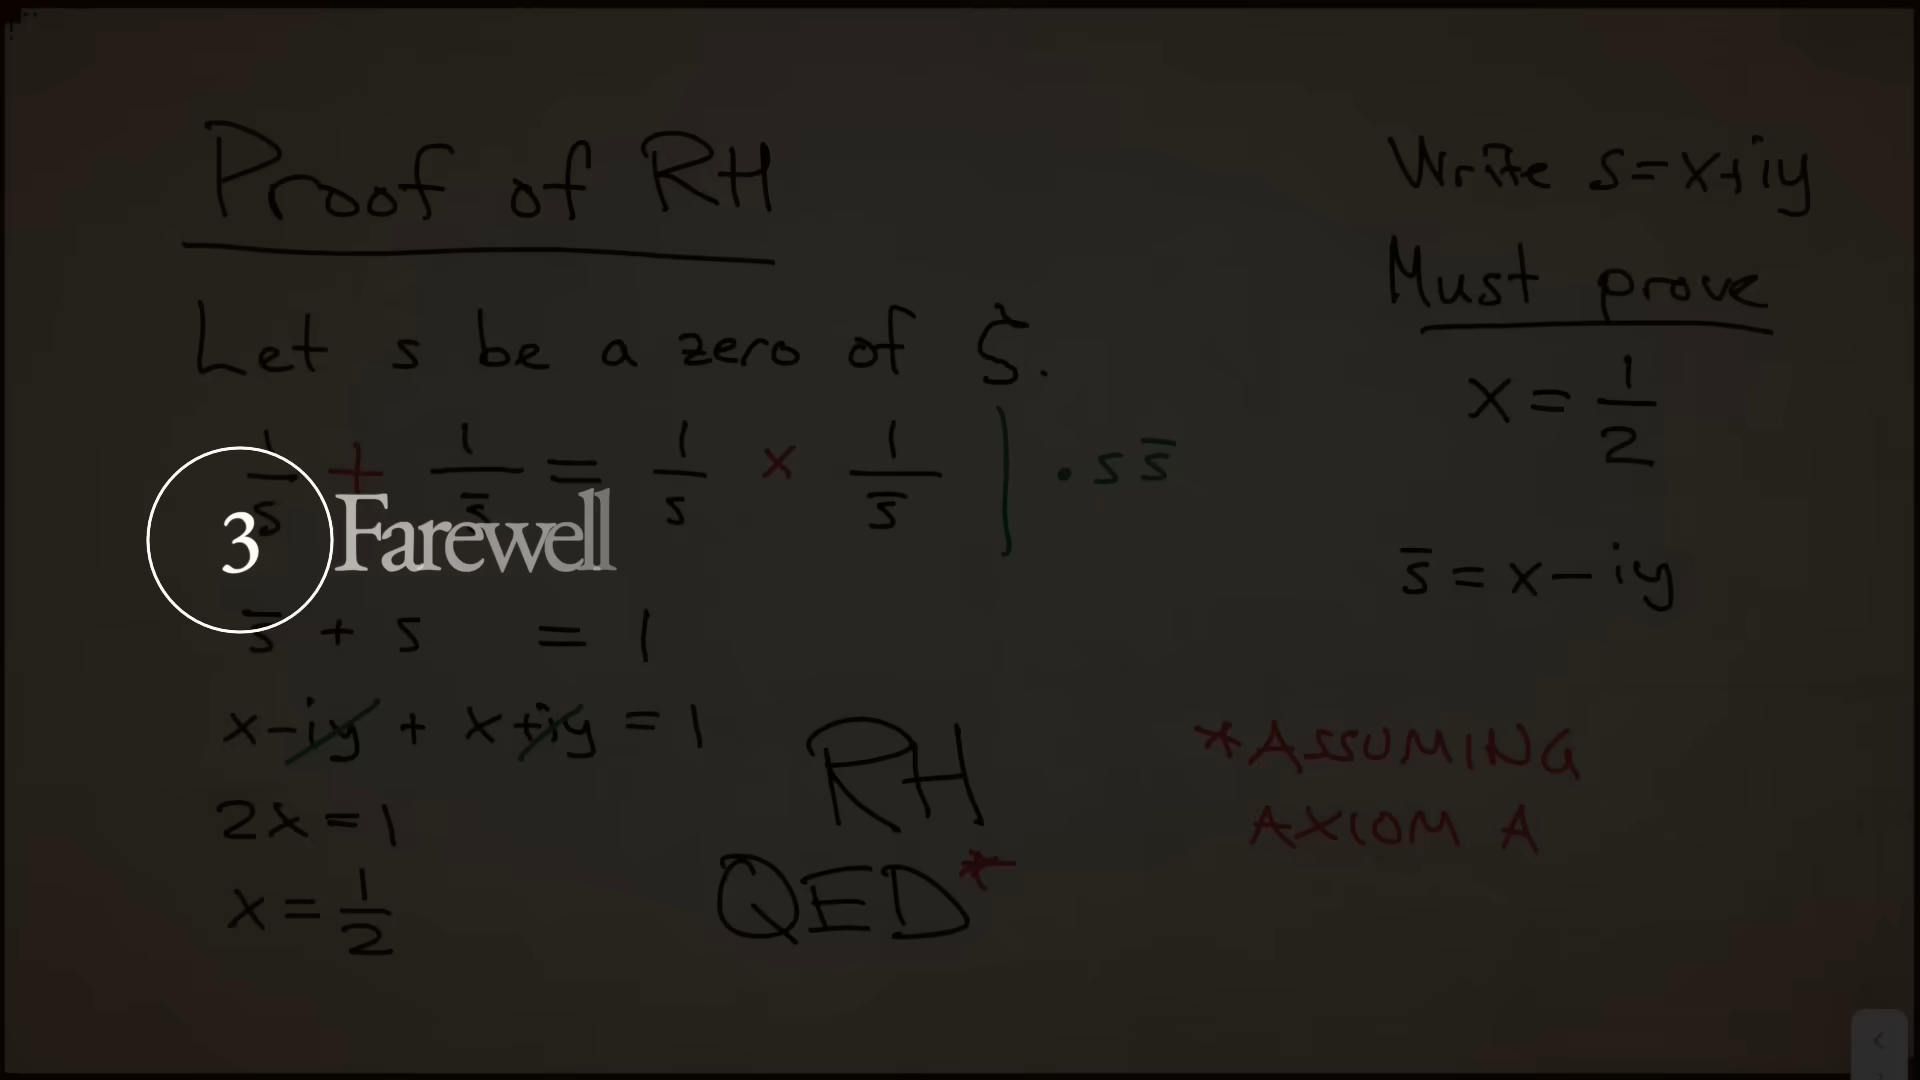 Proof of RH
Let s be a zero of ζ.
1/s + 1/s̅ = 1/s × 1/s̅ | · s s̅
s̅ + s = 1
x - iy + x + iy = 1
2x = 1
x = 1/2
RH
QED*
Write s = x + iy
Must prove
x = 1/2
s̅ = x - iy
*ASSUMING
AXIOM A
3 Farewell